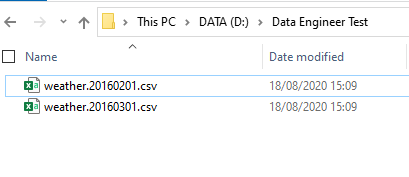 This PC > DATA (D:) > Data Engineer Test
Name Date modified
weather.20160201.csv 18/08/2020 15:09
weather.20160301.csv 18/08/2020 15:09